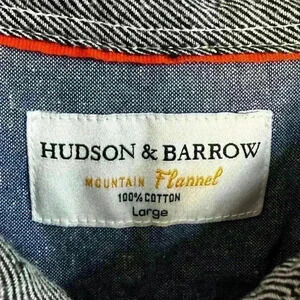 HUDSON & BARROW
MOUNTAIN Flannel
100% COTTON
Large